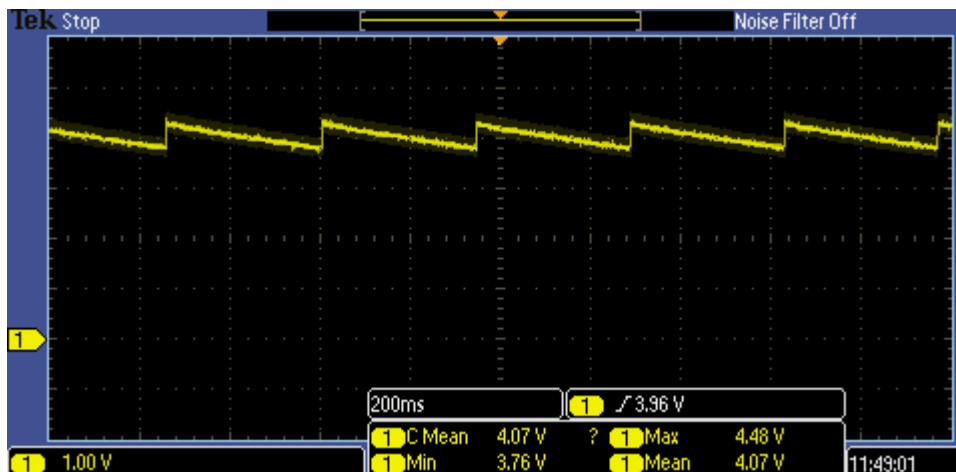 Tek Stop Noise Filter Off
1
200ms 1 3.96 V
1 C Mean 4.07 V ? 1 Max 4.48 V
1 1.00 V 1 Min 3.76 V 1 Mean 4.07 V 11:49:01